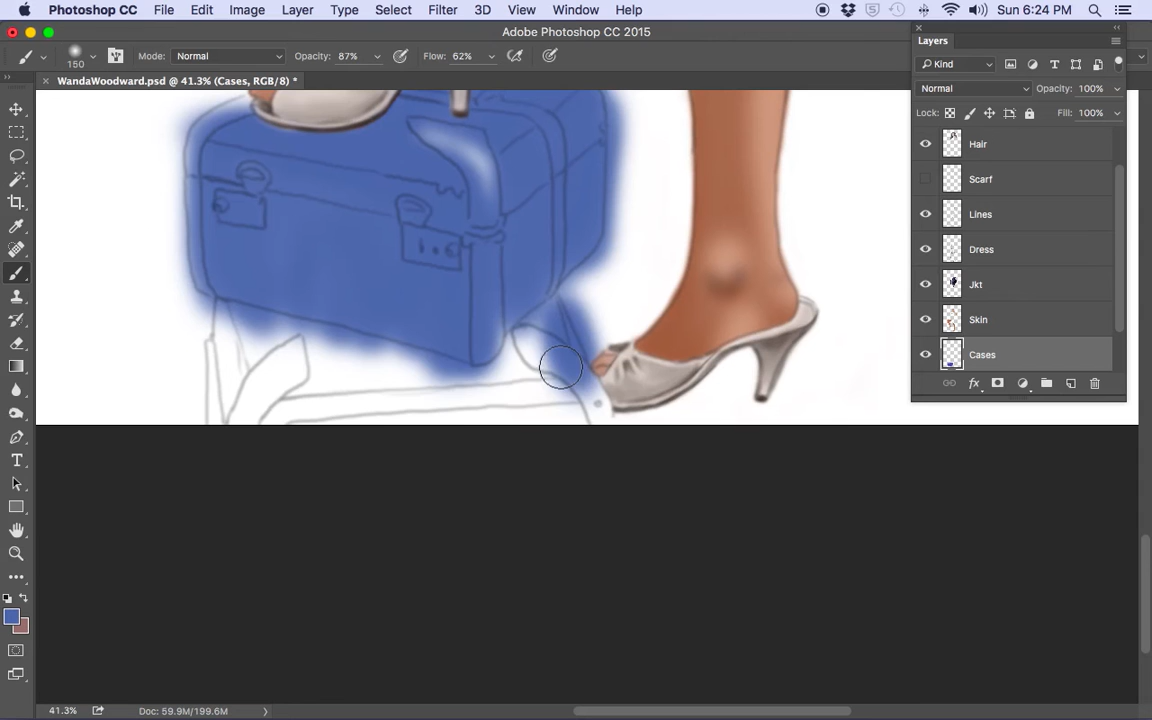 Photoshop CC File Edit Image Layer Type Select Filter 3D View Window Help Sun 6:24 PM
Adobe Photoshop CC 2015
150 Mode: Normal Opacity: 87% Flow: 62%
WandaWoodward.psd @ 41.3% (Cases, RGB/8) *
Layers
Kind
Normal Opacity: 100%
Lock: Fill: 100%
Hair
Scarf
Lines
Dress
Jkt
Skin
Cases
41.3% Doc: 59.9M/199.6M